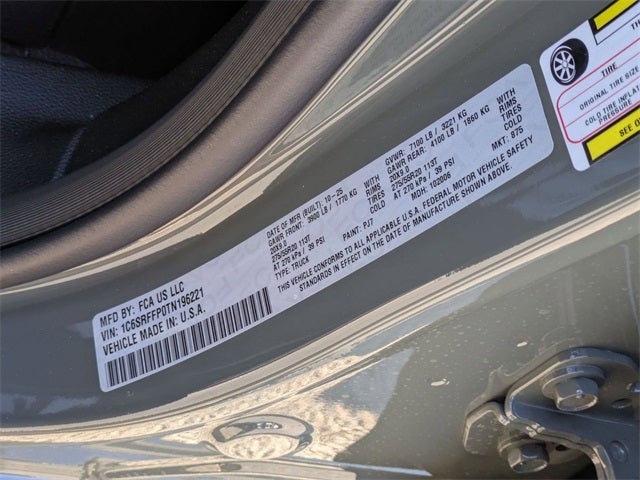 MFD BY: FCA US LLC
VIN: 1C6SRFFP0TN196221
VEHICLE MADE IN: U.S.A.
DATE OF MFR (BUILT) 10-25
GAWR FRONT: 3900 LB / 1770 KG WITH
20X9.0 RIMS
275/55R20 113T TIRES
AT 270 kPa / 39 PSI COLD
TYPE: TRUCK
PAINT: PJ7
GVWR: 7100 LB / 3221 KG
GAWR REAR: 4100 LB / 1860 KG WITH
20X9.0 RIMS
275/55R20 113T TIRES
AT 270 kPa / 39 PSI COLD
MDH: 102006
MKT: 875
THIS VEHICLE CONFORMS TO ALL APPLICABLE U.S.A. FEDERAL MOTOR VEHICLE SAFETY
STANDARDS IN EFFECT ON THE DATE OF MANUFACTURE SHOWN ABOVE.
TIRE
ORIGINAL TIRE SIZE
COLD TIRE INFLAT
PRESSURE
SEE O